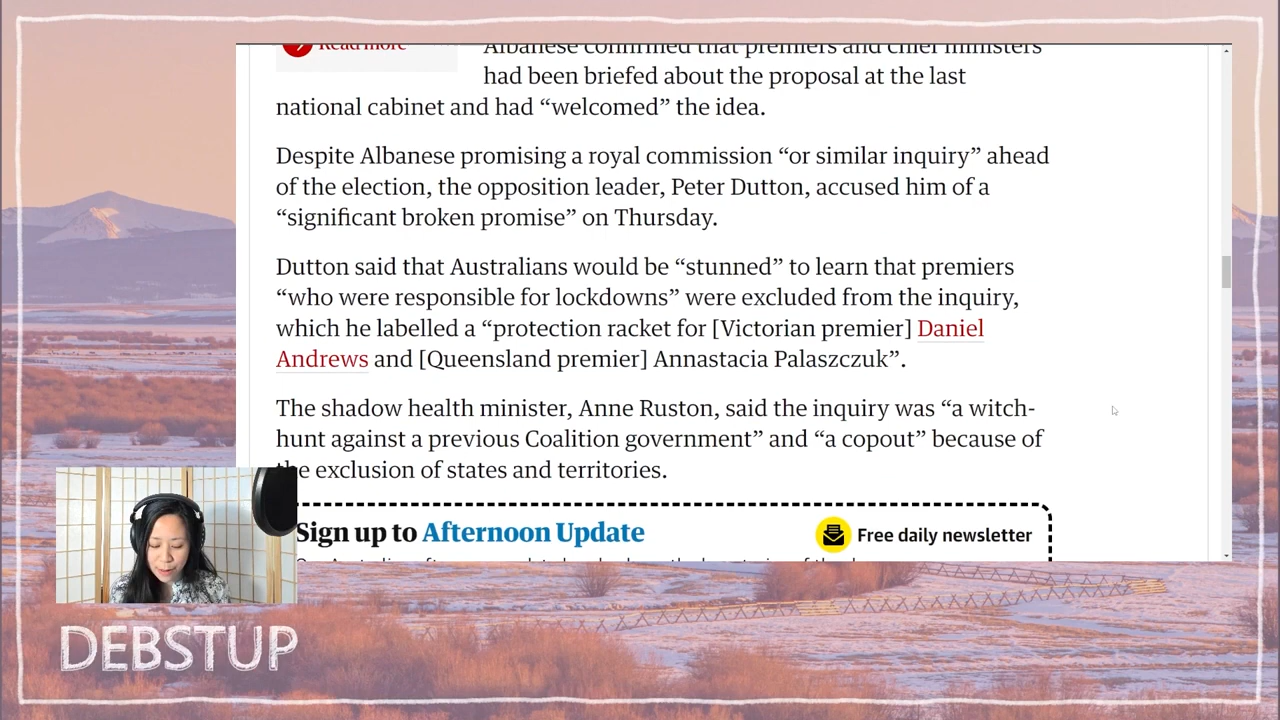 Read more
Albanese confirmed that premiers and chief ministers
had been briefed about the proposal at the last
national cabinet and had “welcomed” the idea.
Despite Albanese promising a royal commission “or similar inquiry” ahead
of the election, the opposition leader, Peter Dutton, accused him of a
“significant broken promise” on Thursday.
Dutton said that Australians would be “stunned” to learn that premiers
“who were responsible for lockdowns” were excluded from the inquiry,
which he labelled a “protection racket for [Victorian premier] Daniel
Andrews and [Queensland premier] Annastacia Palaszczuk”.
The shadow health minister, Anne Ruston, said the inquiry was “a witch-
hunt against a previous Coalition government” and “a copout” because of
the exclusion of states and territories.
Sign up to Afternoon Update
Free daily newsletter
DEBSTUP